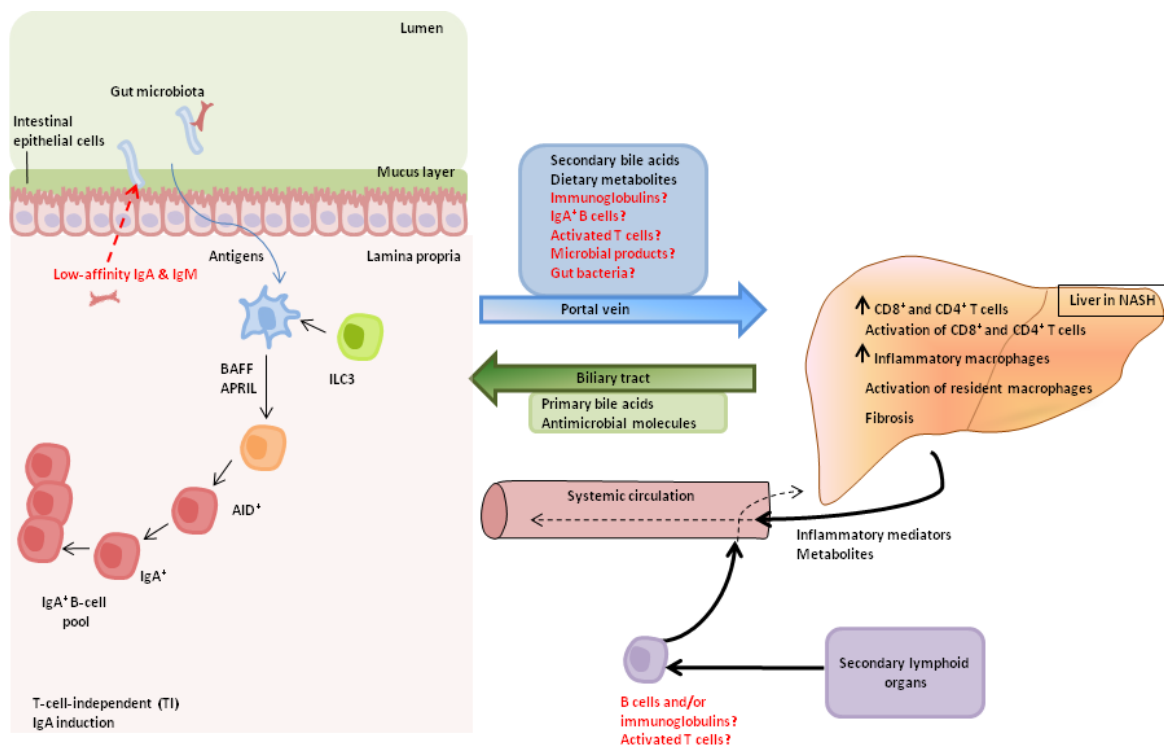 Lumen
Gut microbiota
Intestinal
epithelial cells
Mucus layer
Low-affinity IgA & IgM
Antigens
Lamina propria
ILC3
BAFF
APRIL
AID⁺
IgA⁺
IgA⁺ B-cell
pool
T-cell-independent (TI)
IgA induction
Secondary bile acids
Dietary metabolites
Immunoglobulins?
IgA⁺ B cells?
Activated T cells?
Microbial products?
Gut bacteria?
Portal vein
Biliary tract
Primary bile acids
Antimicrobial molecules
Liver in NASH
CD8⁺ and CD4⁺ T cells
Activation of CD8⁺ and CD4⁺ T cells
Inflammatory macrophages
Activation of resident macrophages
Fibrosis
Systemic circulation
Inflammatory mediators
Metabolites
Secondary lymphoid
organs
B cells and/or
immunoglobulins?
Activated T cells?